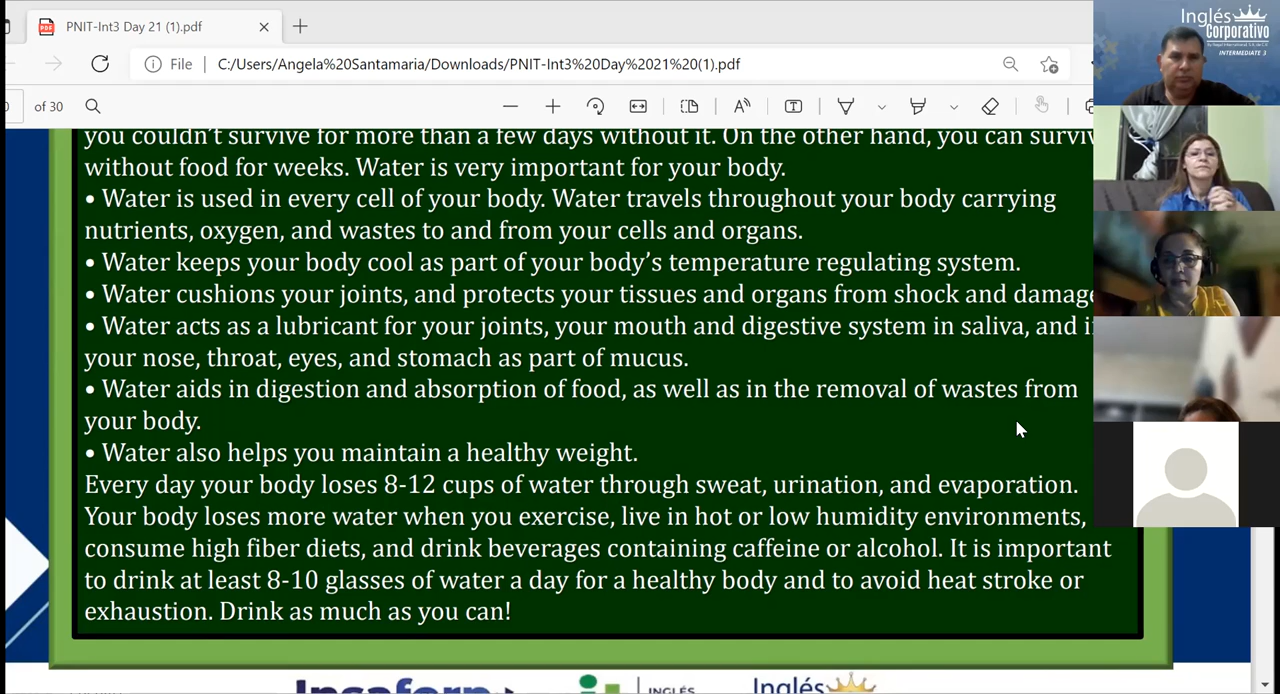 PNIT-Int3 Day 21 (1).pdf
File | C:/Users/Angela%20Santamaria/Downloads/PNIT-Int3%20Day%2021%20(1).pdf
of 30
you couldn't survive for more than a few days without it. On the other hand, you can surviv
without food for weeks. Water is very important for your body.
• Water is used in every cell of your body. Water travels throughout your body carrying
nutrients, oxygen, and wastes to and from your cells and organs.
• Water keeps your body cool as part of your body's temperature regulating system.
• Water cushions your joints, and protects your tissues and organs from shock and damage
• Water acts as a lubricant for your joints, your mouth and digestive system in saliva, and i
your nose, throat, eyes, and stomach as part of mucus.
• Water aids in digestion and absorption of food, as well as in the removal of wastes from
your body.
• Water also helps you maintain a healthy weight.
Every day your body loses 8-12 cups of water through sweat, urination, and evaporation.
Your body loses more water when you exercise, live in hot or low humidity environments,
consume high fiber diets, and drink beverages containing caffeine or alcohol. It is important
to drink at least 8-10 glasses of water a day for a healthy body and to avoid heat stroke or
exhaustion. Drink as much as you can!
Insaforp
INGLÉS
Inglés
Inglés
Corporativo
INTERMEDIATE 3